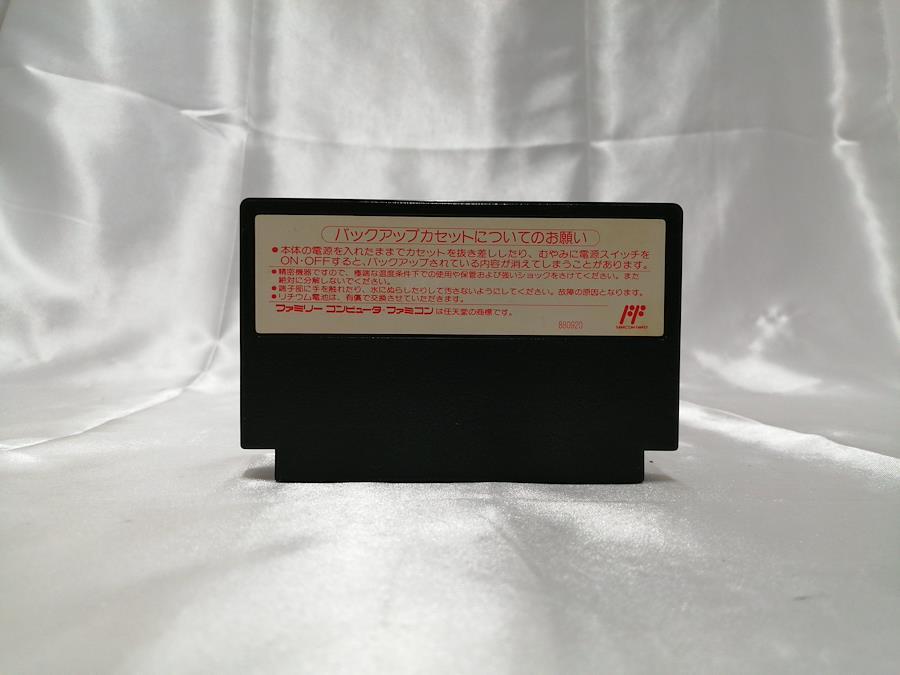 バックアップカセットについてのお願い
●本体の電源を入れたままでカセットを抜き差ししたり、むやみに電源スイッチを
ON・OFFすると、バックアップされている内容が消えてしまうことがあります。
●精密機器ですので、極端な温度条件下での使用や保管および強いショックをさけてください。また
絶対に分解しないでください。
●端子部に手を触れたり、水にぬらしたりして汚さないようにしてください。故障の原因となります。
●リチウム電池は、有償で交換させていただきます。
ファミリーコンピュータ・ファミコンは任天堂の商標です。
880920